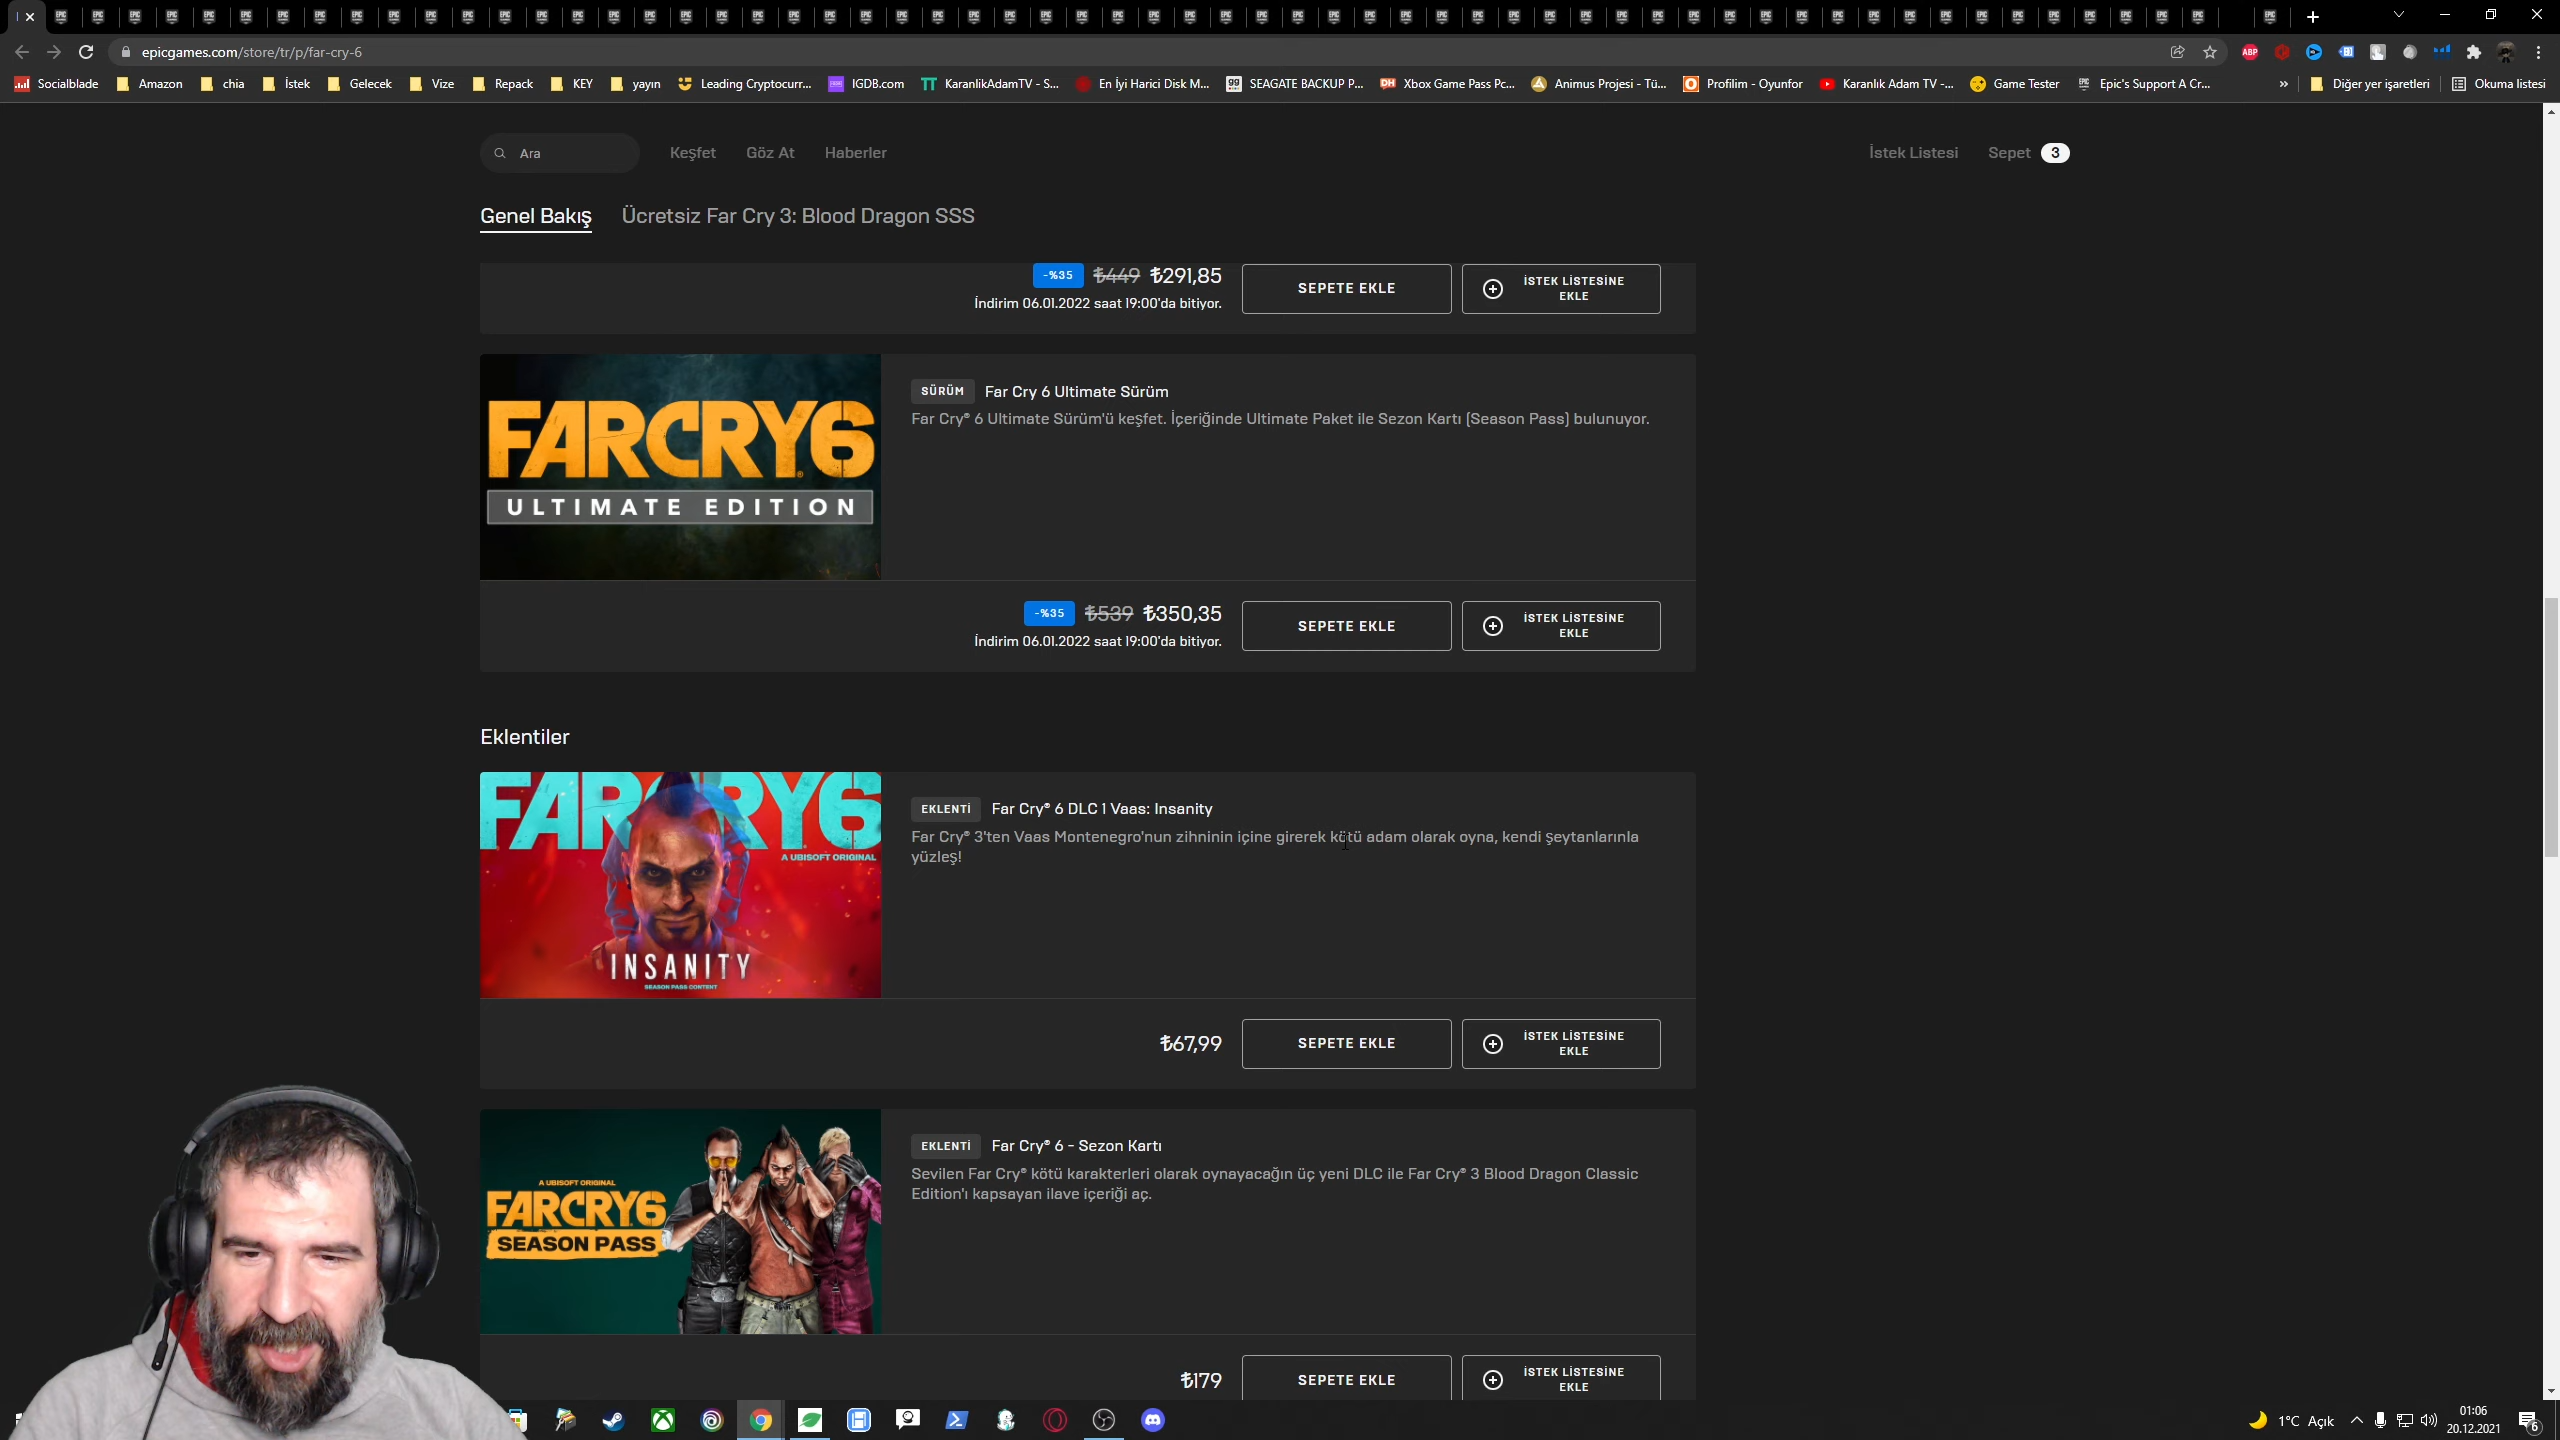 epicgames.com/store/tr/p/far-cry-6
ABP
Socialblade
Amazon
chia
İstek
Gelecek
Vize
Repack
KEY
yayın
Leading Cryptocurr...
IGDB.com
KaranlikAdamTV - S...
En İyi Harici Disk M...
SEAGATE BACKUP P...
Xbox Game Pass Pc...
Animus Projesi - Tü...
Profilim - Oyunfor
Karanlık Adam TV -...
Game Tester
Epic's Support A Cr...
»
Diğer yer işaretleri
Okuma listesi
Ara
Keşfet
Göz At
Haberler
İstek Listesi
Sepet 3
Genel Bakış
Ücretsiz Far Cry 3: Blood Dragon SSS
-%35 ₺449 ₺291,85
İndirim 06.01.2022 saat 19:00'da bitiyor.
SEPETE EKLE
İSTEK LİSTESİNE
EKLE
FARCRY6
ULTIMATE EDITION
SÜRÜM Far Cry 6 Ultimate Sürüm
Far Cry® 6 Ultimate Sürüm'ü keşfet. İçeriğinde Ultimate Paket ile Sezon Kartı (Season Pass) bulunuyor.
-%35 ₺539 ₺350,35
İndirim 06.01.2022 saat 19:00'da bitiyor.
SEPETE EKLE
İSTEK LİSTESİNE
EKLE
Eklentiler
FARCRY6
A UBISOFT ORIGINAL
INSANITY
SEASON PASS CONTENT
EKLENTİ Far Cry® 6 DLC 1 Vaas: Insanity
Far Cry® 3'ten Vaas Montenegro'nun zihninin içine girerek kötü adam olarak oyna, kendi şeytanlarınla
yüzleş!
₺67,99
SEPETE EKLE
İSTEK LİSTESİNE
EKLE
A UBISOFT ORIGINAL
FARCRY6
SEASON PASS
EKLENTİ Far Cry® 6 - Sezon Kartı
Sevilen Far Cry® kötü karakterleri olarak oynayacağın üç yeni DLC ile Far Cry® 3 Blood Dragon Classic
Edition'ı kapsayan ilave içeriği aç.
₺179
SEPETE EKLE
İSTEK LİSTESİNE
EKLE
1°C Açık
01:06
20.12.2021
6